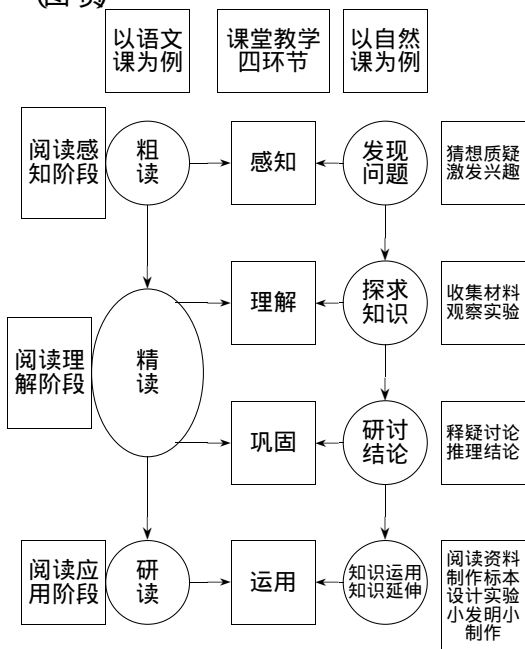 以语文
课为例
课堂教学
四环节
以自然
课为例
阅读感
知阶段
粗
读
感知
发现
问题
猜想质疑
激发兴趣
理解
探求
知识
收集材料
观察实验
阅读理
解阶段
精
读
巩固
研讨
结论
释疑讨论
推理结论
阅读应
用阶段
研
读
运用
知识运用
知识延伸
阅读资料
制作标本
设计实验
小发明小
制作